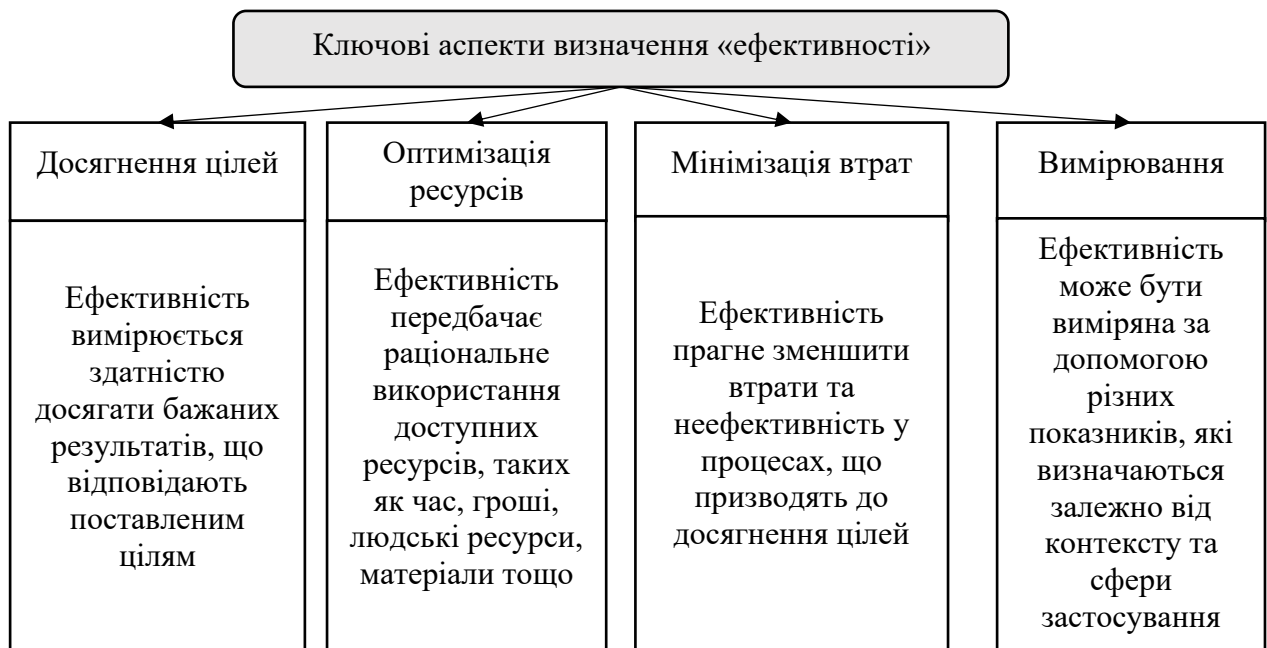 Ключові аспекти визначення «ефективності»
Досягнення цілей
Ефективність
вимірюється
здатністю
досягати бажаних
результатів, що
відповідають
поставленим
цілям
Оптимізація
ресурсів
Ефективність
передбачає
раціональне
використання
доступних
ресурсів, таких
як час, гроші,
людські ресурси,
матеріали тощо
Мінімізація втрат
Ефективність
прагне зменшити
втрати та
неефективність у
процесах, що
призводять до
досягнення цілей
Вимірювання
Ефективність
може бути
виміряна за
допомогою
різних
показників, які
визначаються
залежно від
контексту та
сфери
застосування